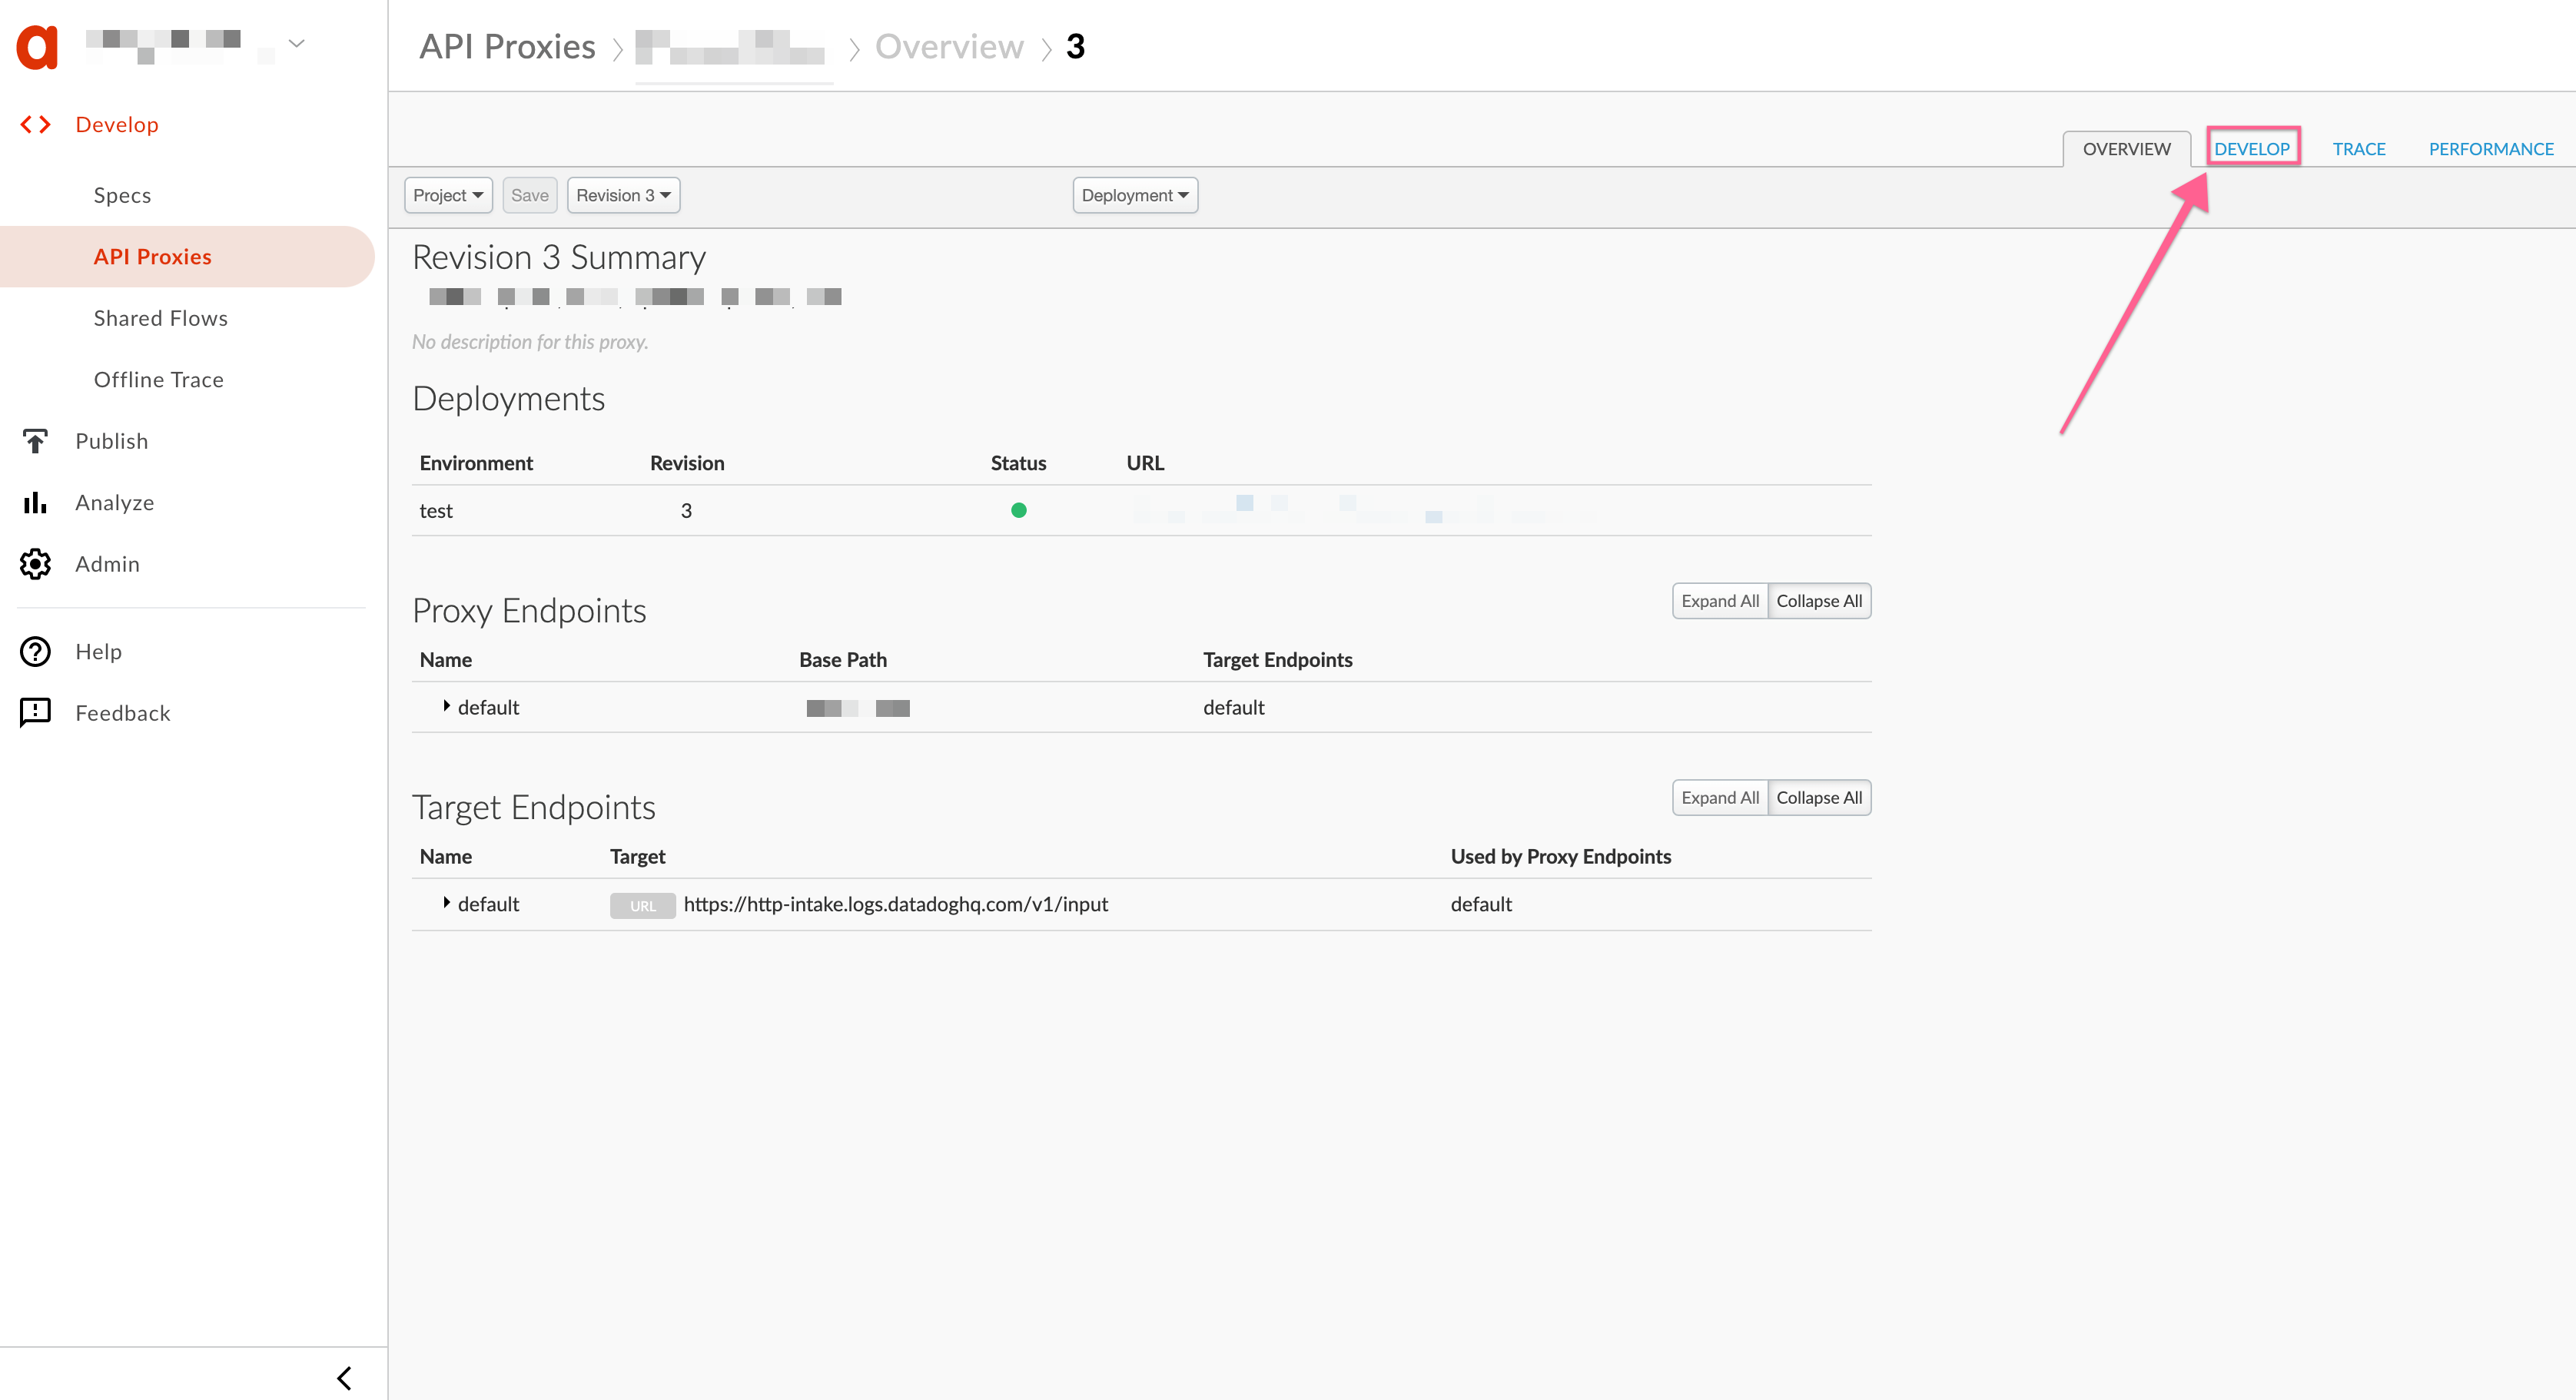 API Proxies > Overview > 3
Develop
Specs
API Proxies
Shared Flows
Offline Trace
Publish
Analyze
Admin
Help
Feedback
OVERVIEW DEVELOP TRACE PERFORMANCE
Project Save Revision 3 Deployment
Revision 3 Summary
No description for this proxy.
Deployments
Environment Revision Status URL
test 3
Proxy Endpoints Expand All Collapse All
Name Base Path Target Endpoints
default default
Target Endpoints Expand All Collapse All
Name Target Used by Proxy Endpoints
default URL https://http-intake.logs.datadoghq.com/v1/input default